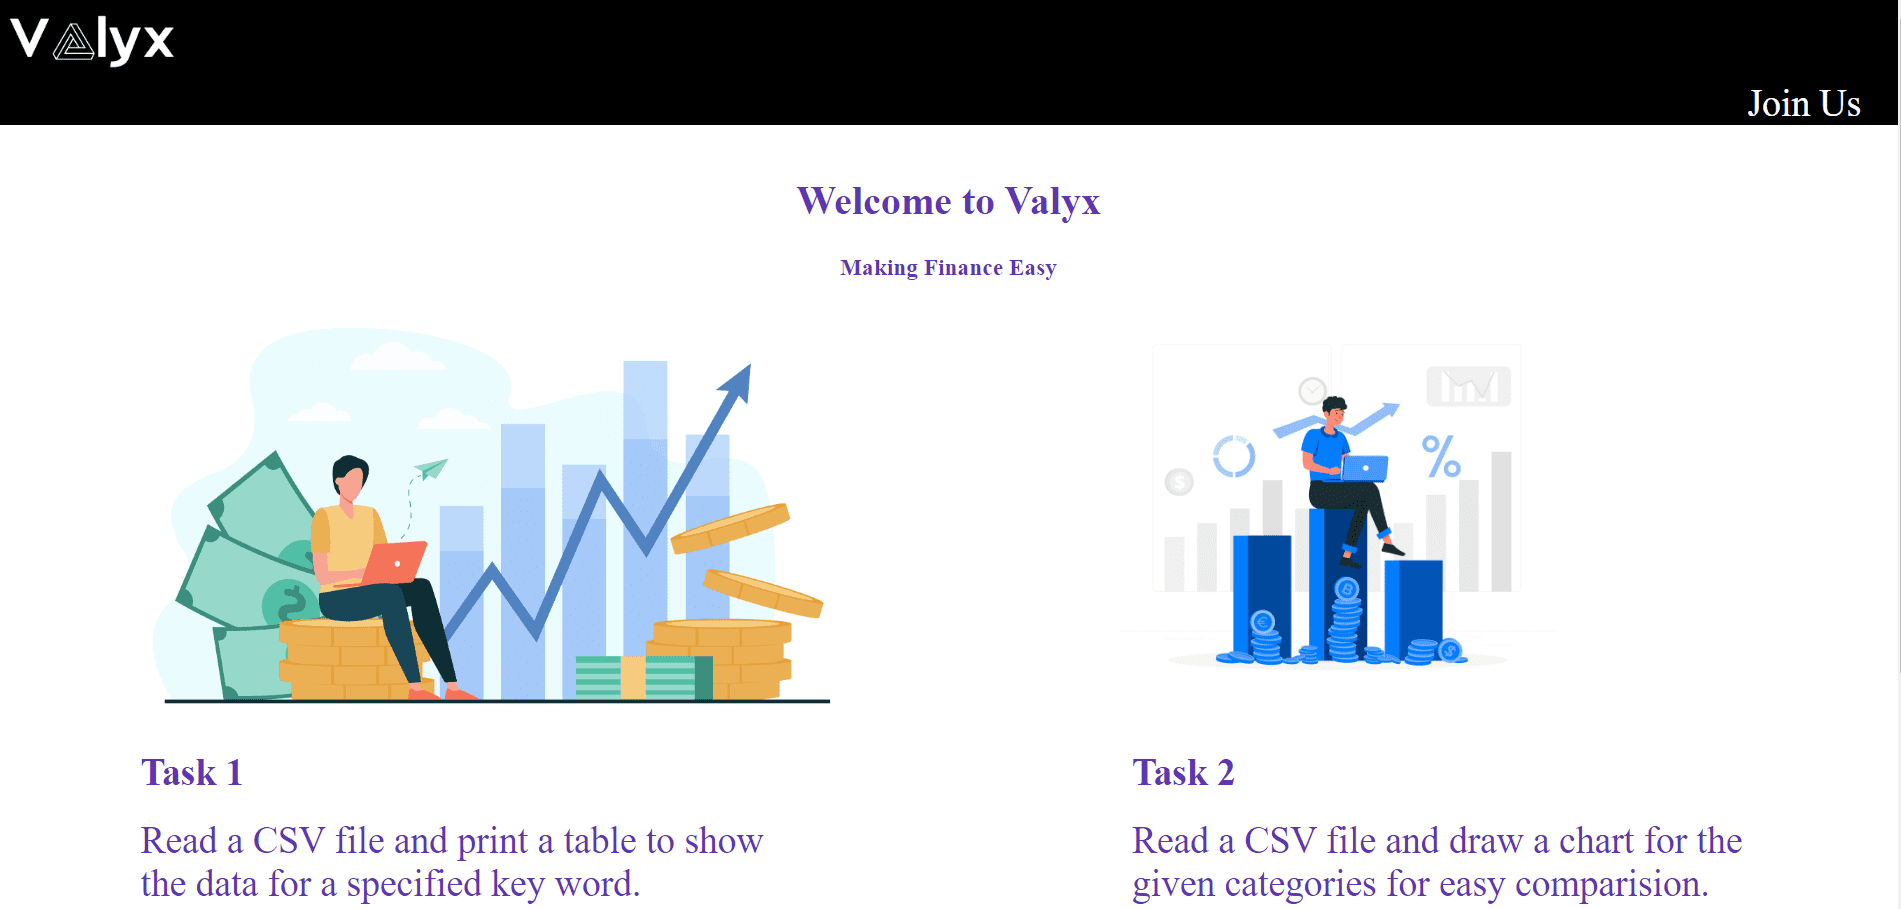 Valyx
Join Us
Welcome to Valyx
Making Finance Easy
Task 1
Read a CSV file and print a table to show
the data for a specified key word.
Task 2
Read a CSV file and draw a chart for the
given categories for easy comparision.